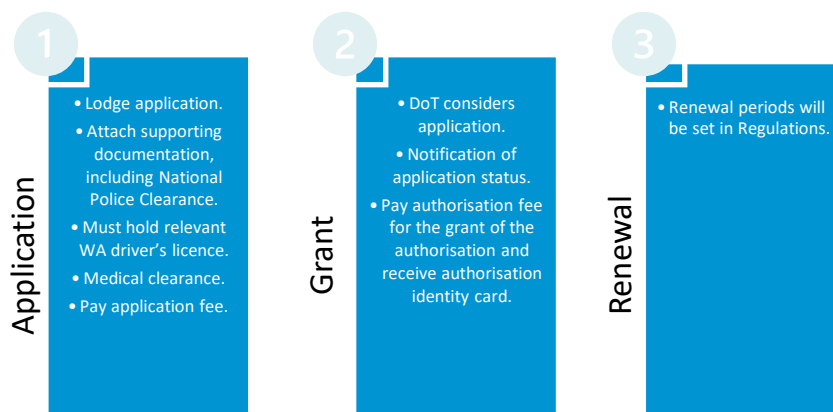 1
Application
• Lodge application.
• Attach supporting
documentation,
including National
Police Clearance.
• Must hold relevant
WA driver’s licence.
• Medical clearance.
• Pay application fee.
2
Grant
• DoT considers
application.
• Notification of
application status.
• Pay authorisation fee
for the grant of the
authorisation and
receive authorisation
identity card.
3
Renewal
• Renewal periods will
be set in Regulations.